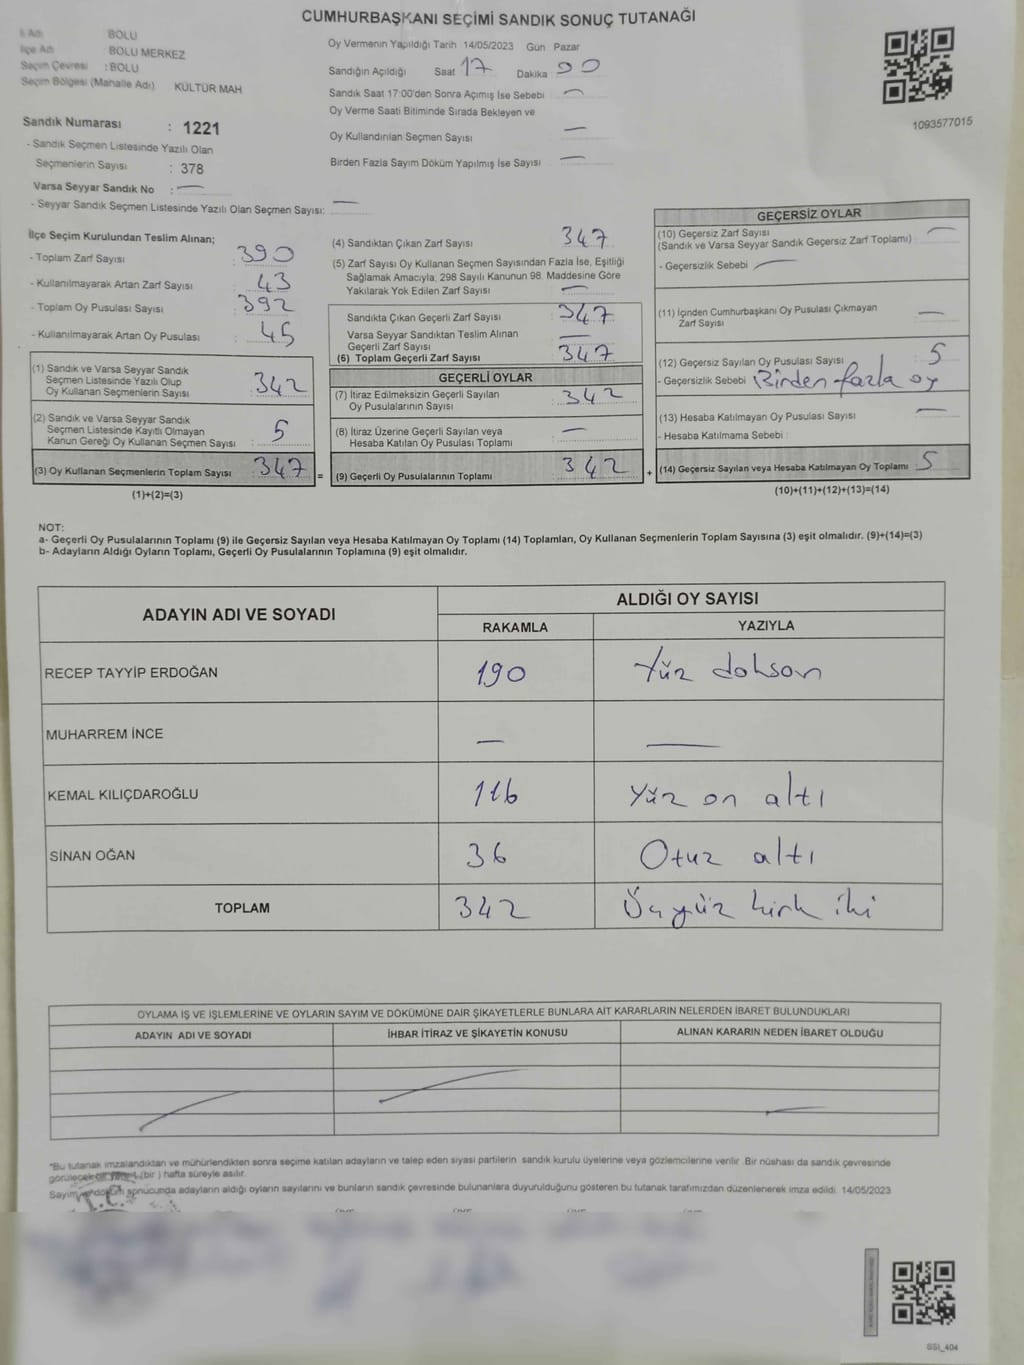 CUMHURBAŞKANI SEÇİMİ SANDIK SONUÇ TUTANAĞI
İl Adı BOLU
İlçe Adı : BOLU MERKEZ
Seçim Çevresi : BOLU
Seçim Bölgesi (Mahalle Adı) KÜLTÜR MAH
Sandık Numarası : 1221
- Sandık Seçmen Listesinde Yazılı Olan
Seçmenlerin Sayısı : 378
Varsa Seyyar Sandık No : —
- Seyyar Sandık Seçmen Listesinde Yazılı Olan Seçmen Sayısı: —
Oy Vermenin Yapıldığı Tarih 14/05/2023 Gün Pazar
Sandığın Açıldığı Saat 17 Dakika 00
Sandık Saat 17:00'den Sonra Açımış İse Sebebi —
Oy Verme Saati Bitiminde Sırada Bekleyen ve
Oy Kullandırılan Seçmen Sayısı —
Birden Fazla Sayım Döküm Yapılmış İse Sayısı —
1093577015
İlçe Seçim Kurulundan Teslim Alınan;
- Toplam Zarf Sayısı : 390
- Kullanılmayarak Artan Zarf Sayısı : 43
- Toplam Oy Pusulası Sayısı : 392
- Kullanılmayarak Artan Oy Pusulası : 45
(1) Sandık ve Varsa Seyyar Sandık
Seçmen Listesinde Yazılı Olup
Oy Kullanan Seçmenlerin Sayısı : 342
(2) Sandık ve Varsa Seyyar Sandık
Seçmen Listesinde Kayıtlı Olmayan
Kanun Gereği Oy Kullanan Seçmen Sayısı : 5
(3) Oy Kullanan Seçmenlerin Toplam Sayısı : 347 =
(1)+(2)=(3)
(4) Sandıktan Çıkan Zarf Sayısı : 347
(5) Zarf Sayısı Oy Kullanan Seçmen Sayısından Fazla İse, Eşitliği
Sağlamak Amacıyla, 298 Sayılı Kanunun 98. Maddesine Göre
Yakılarak Yok Edilen Zarf Sayısı : —
Sandıkta Çıkan Geçerli Zarf Sayısı : 347
Varsa Seyyar Sandıktan Teslim Alınan
Geçerli Zarf Sayısı : —
(6) Toplam Geçerli Zarf Sayısı : 347
GEÇERLİ OYLAR
(7) İtiraz Edilmeksizin Geçerli Sayılan
Oy Pusulalarının Sayısı : 342
(8) İtiraz Üzerine Geçerli Sayılan veya
Hesaba Katılan Oy Pusulası Toplamı : —
(9) Geçerli Oy Pusulalarının Toplamı : 342 +
GEÇERSİZ OYLAR
(10) Geçersiz Zarf Sayısı
(Sandık ve Varsa Seyyar Sandık Geçersiz Zarf Toplamı) : —
- Geçersizlik Sebebi : —
(11) İçinden Cumhurbaşkanı Oy Pusulası Çıkmayan
Zarf Sayısı : —
(12) Geçersiz Sayılan Oy Pusulası Sayısı : 5
- Geçersizlik Sebebi : Birden fazla oy
(13) Hesaba Katılmayan Oy Pusulası Sayısı : —
- Hesaba Katılmama Sebebi :
(14) Geçersiz Sayılan veya Hesaba Katılmayan Oy Toplamı : 5
(10)+(11)+(12)+(13)=(14)
NOT:
a- Geçerli Oy Pusulalarının Toplamı (9) ile Geçersiz Sayılan veya Hesaba Katılmayan Oy Toplamı (14) Toplamları, Oy Kullanan Seçmenlerin Toplam Sayısına (3) eşit olmalıdır. (9)+(14)=(3)
b- Adayların Aldığı Oyların Toplamı, Geçerli Oy Pusulalarının Toplamına (9) eşit olmalıdır.
ADAYIN ADI VE SOYADI ALDIĞI OY SAYISI
RAKAMLA YAZIYLA
RECEP TAYYİP ERDOĞAN 190 Yüz doksan
MUHARREM İNCE — —
KEMAL KILIÇDAROĞLU 116 Yüz on altı
SİNAN OĞAN 36 Otuz altı
TOPLAM 342 Üçyüz kırk iki
OYLAMA İŞ VE İŞLEMLERİNE VE OYLARIN SAYIM VE DÖKÜMÜNE DAİR ŞİKAYETLERLE BUNLARA AİT KARARLARIN NELERDEN İBARET BULUNDUKLARI
ADAYIN ADI VE SOYADI İHBAR İTİRAZ VE ŞİKAYETİN KONUSU ALINAN KARARIN NEDEN İBARET OLDUĞU
*Bu tutanak imzalandıktan ve mühürlendikten sonra seçime katılan adayların ve talep eden siyasi partilerin sandık kurulu üyelerine veya gözlemcilerine verilir .Bir nüshası da sandık çevresinde
görülecek bir yere 1 (bir ) hafta süreyle asılır.
Sayım ve döküm sonucunda adayların aldığı oyların sayılarını ve bunların sandık çevresinde bulunanlara duyurulduğunu gösteren bu tutanak tarafımızdan düzenlenerek imza edildi. 14/05/2023
T.C.
SSI_404